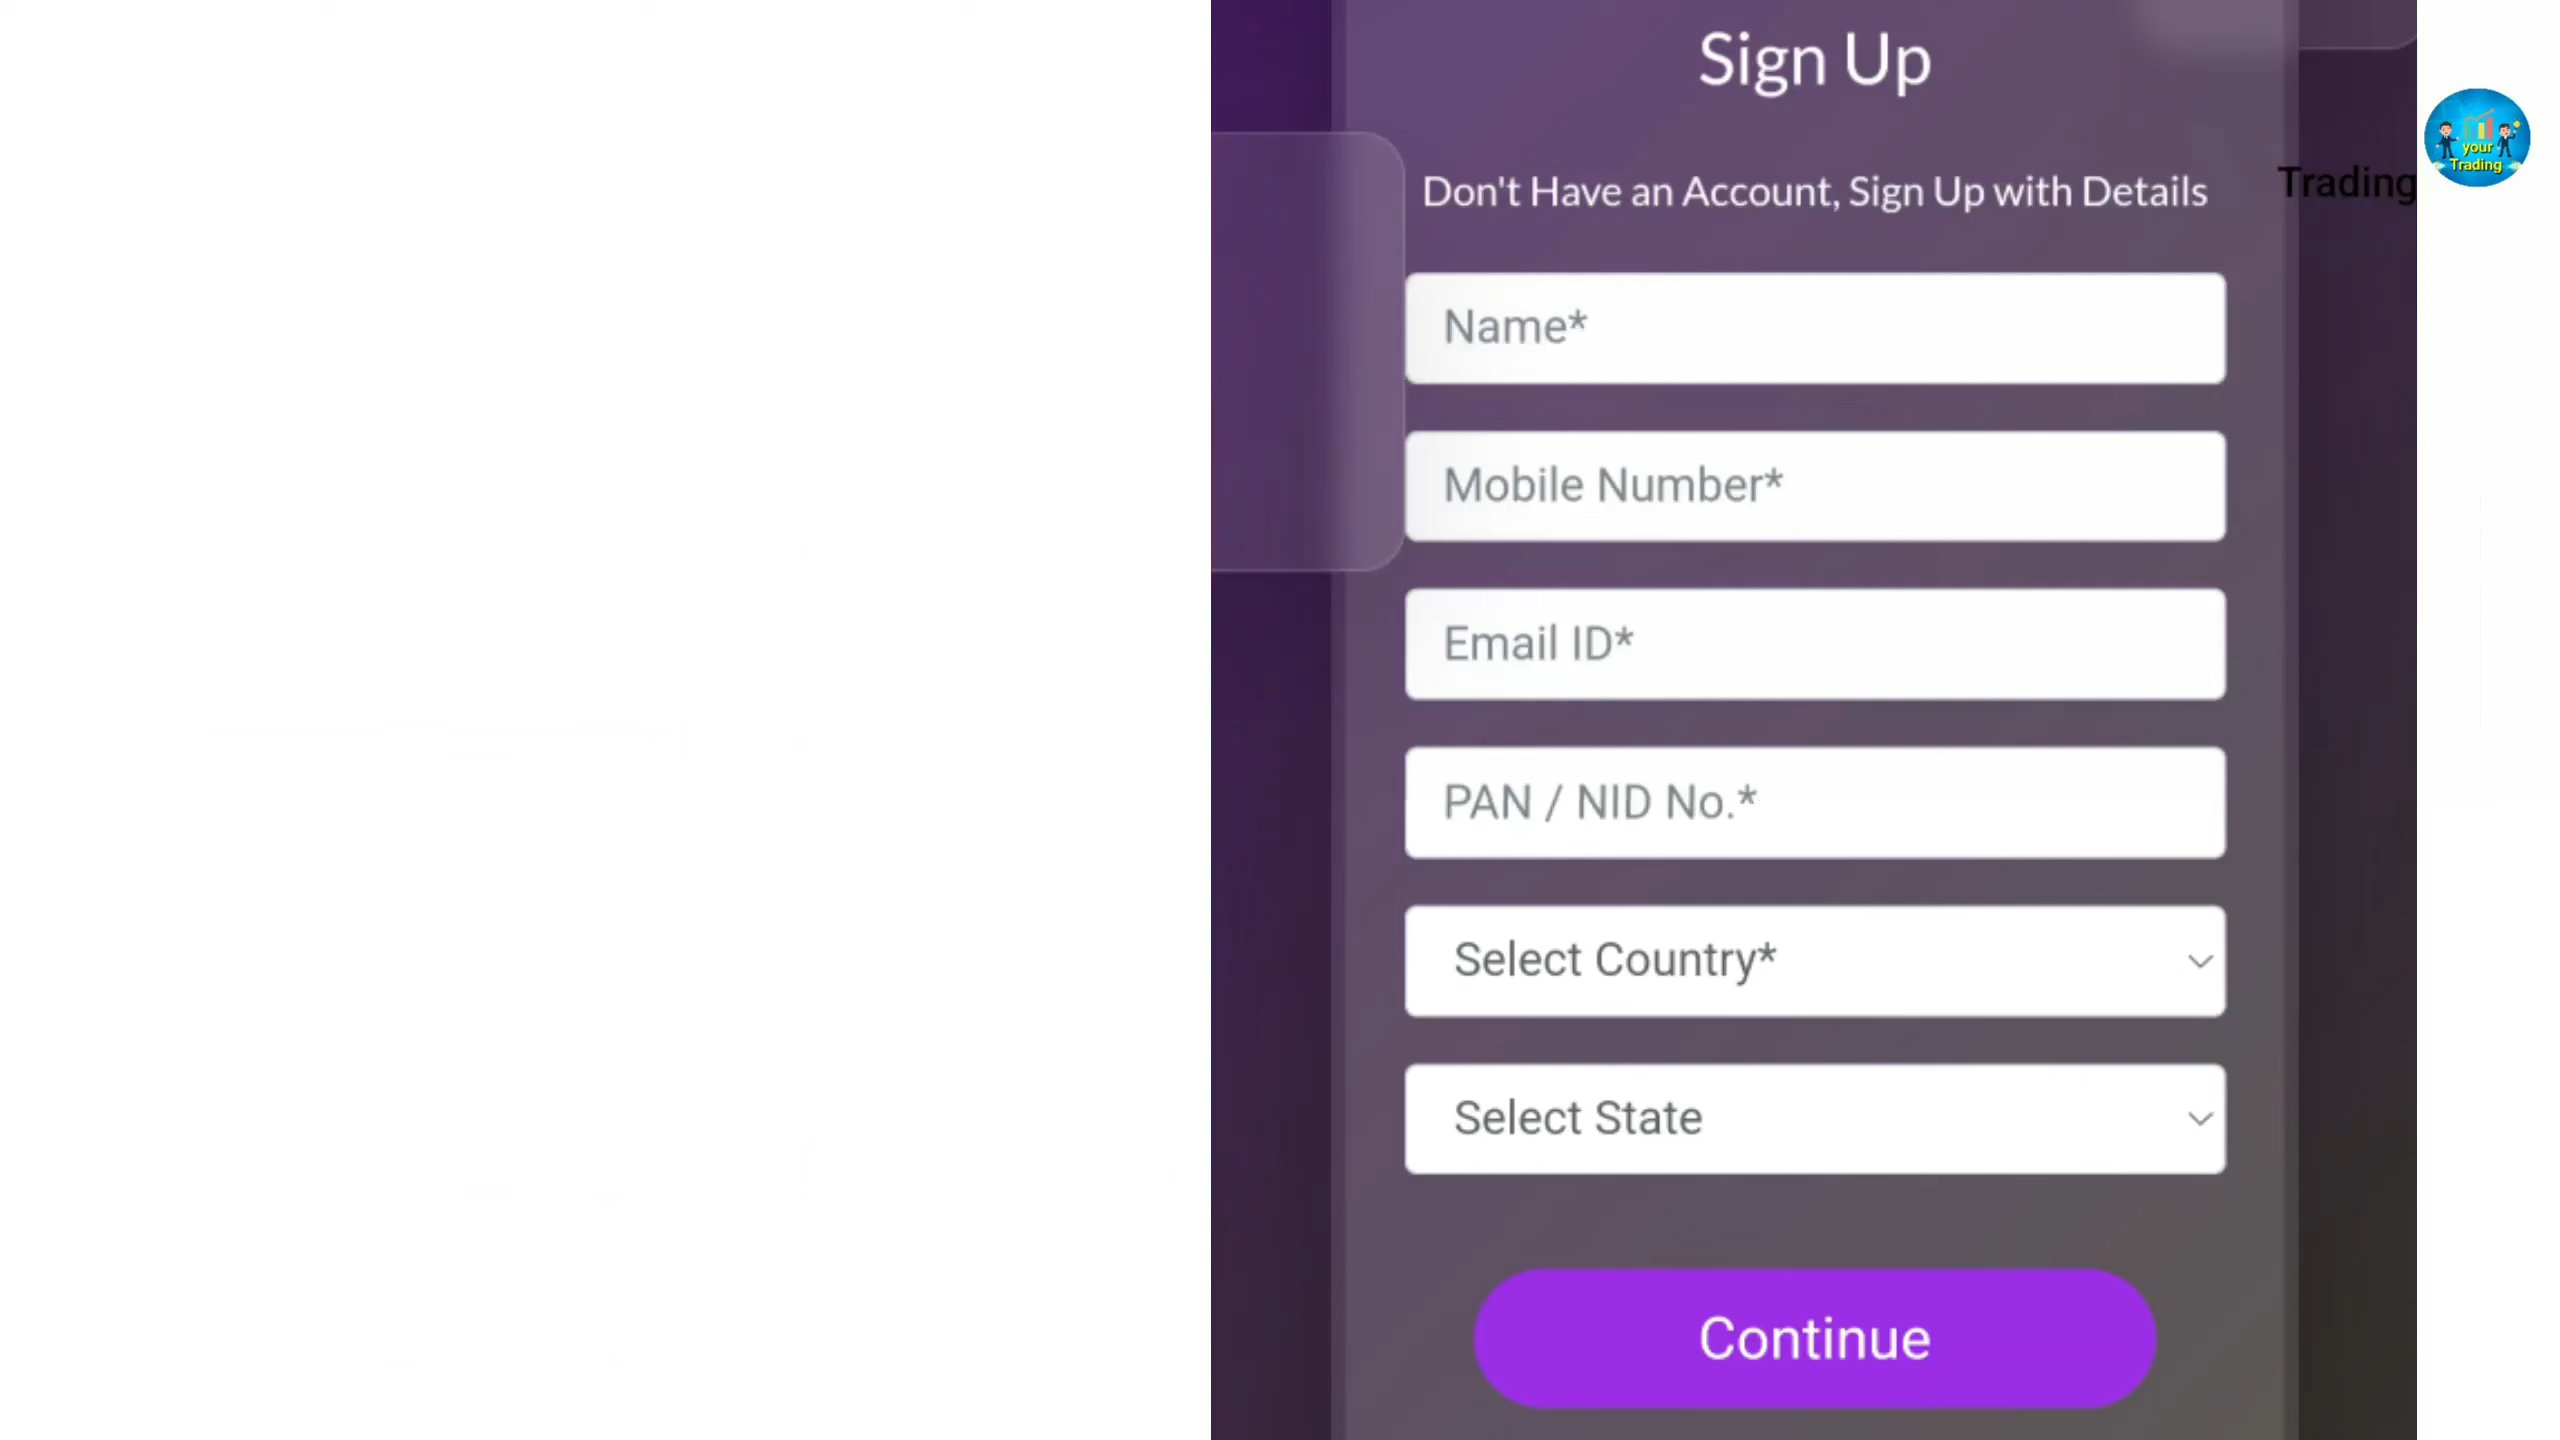 Sign Up
Don't Have an Account, Sign Up with Details
Trading
your
Trading
Name*
Mobile Number*
Email ID*
PAN / NID No.*
Select Country*
Select State
Continue